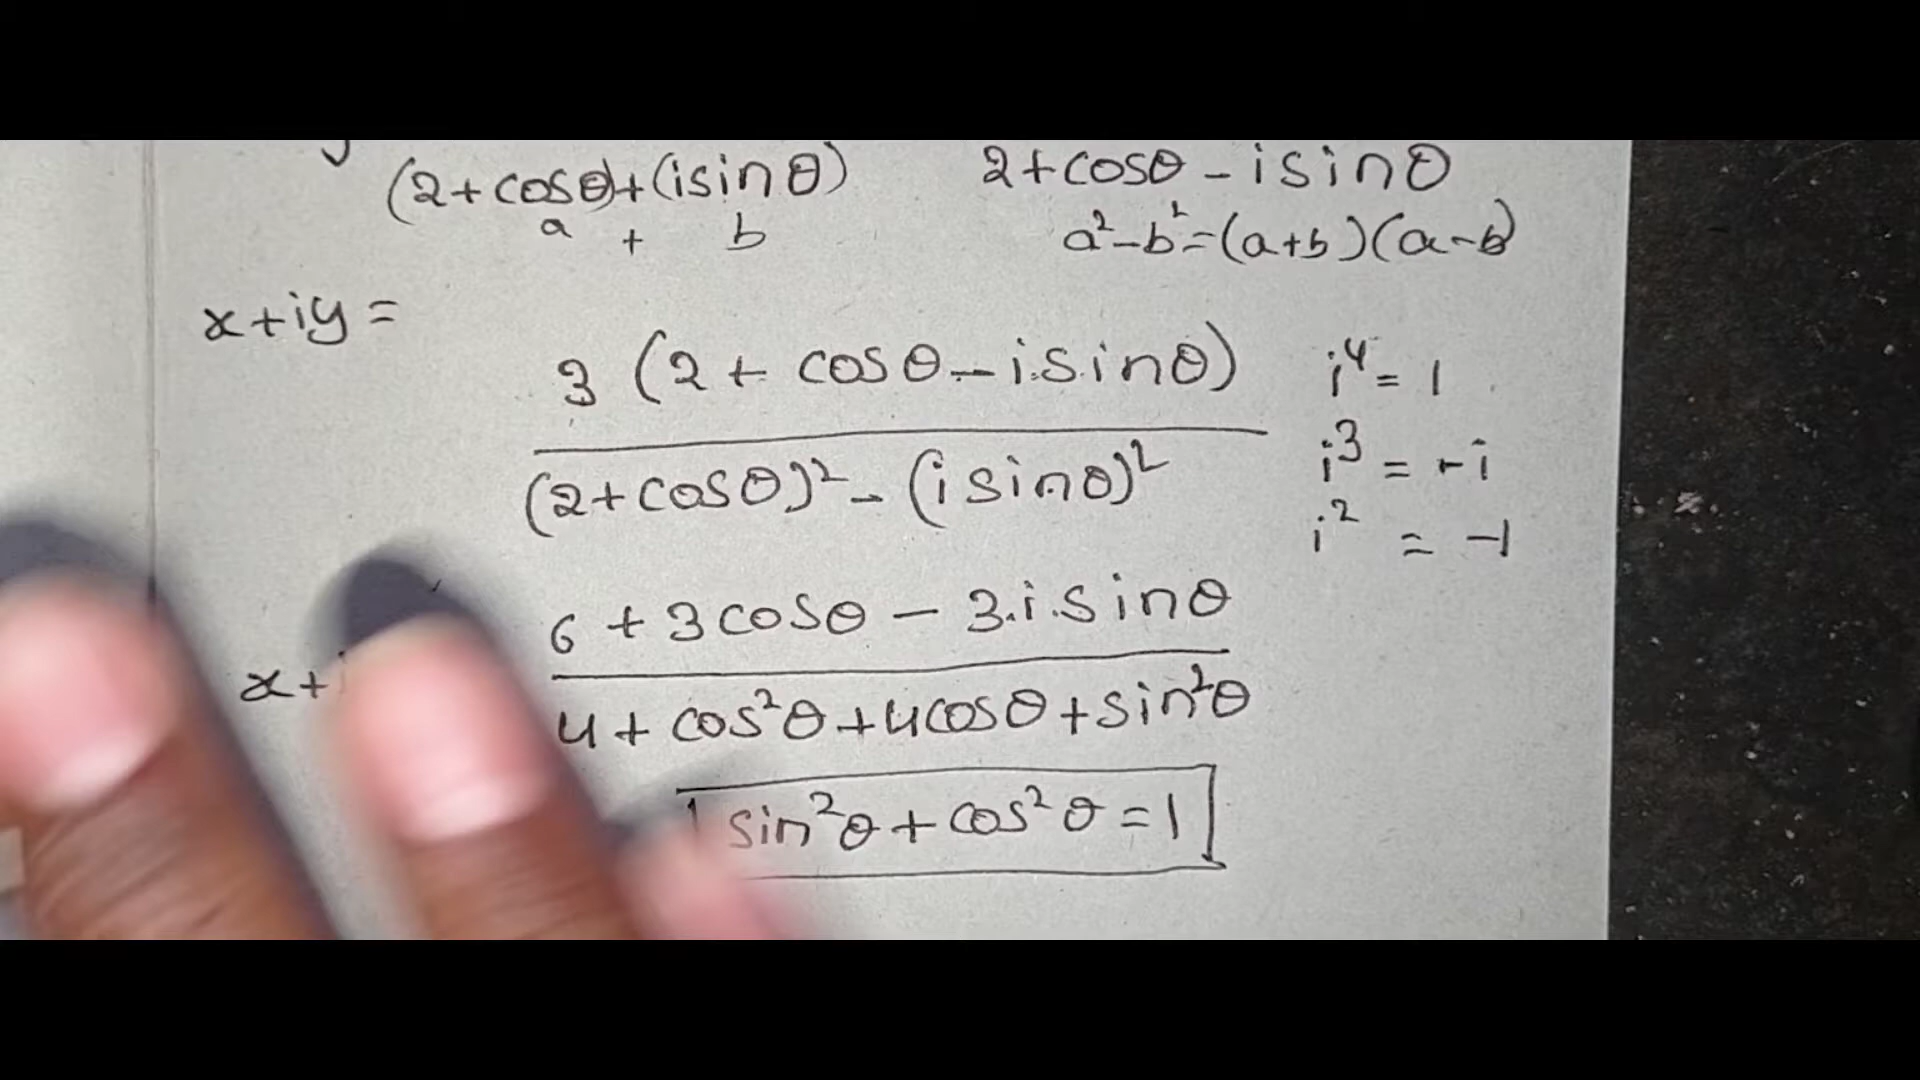 (2+cosθ)+(isinθ) 2+cosθ-isinθ
a + b a²-b²=(a+b)(a-b)
x+iy=
3(2+cosθ-i.sinθ) i⁴=1
(2+cosθ)²-(isinθ)² i³=-i
i²=-1
6+3cosθ-3.i.sinθ
x+
4+cos²θ+4cosθ+sin²θ
sin²θ+cos²θ=1